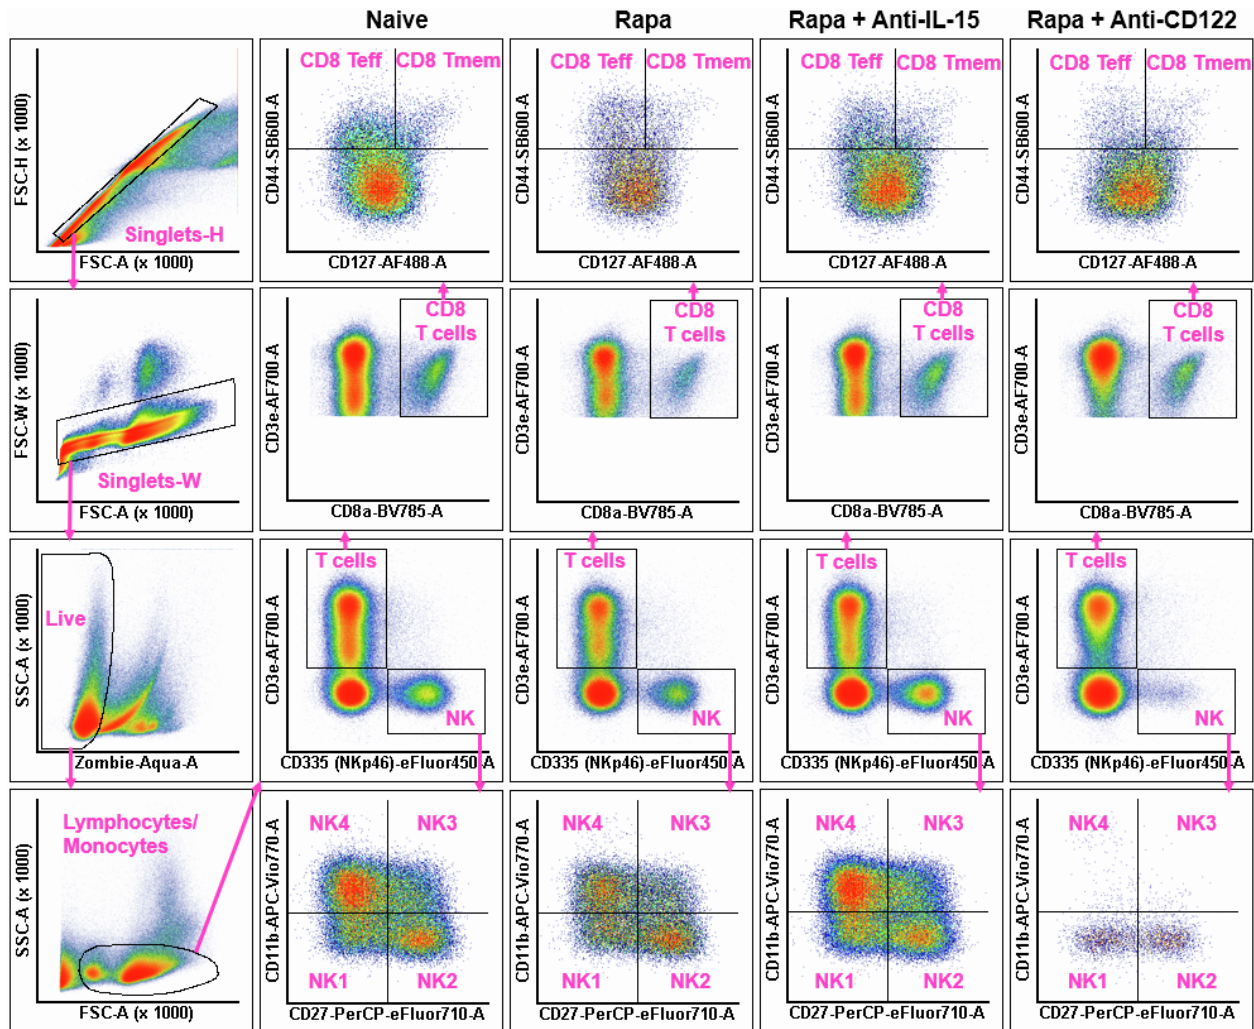 Naive
Rapa
Rapa + Anti-IL-15
Rapa + Anti-CD122
FSC-H (x 1000)
Singlets-H
FSC-A (x 1000)
CD44-SB600-A
CD8 Teff
CD8 Tmem
CD127-AF488-A
CD44-SB600-A
CD8 Teff
CD8 Tmem
CD127-AF488-A
CD44-SB600-A
CD8 Teff
CD8 Tmem
CD127-AF488-A
CD44-SB600-A
CD8 Teff
CD8 Tmem
CD127-AF488-A
FSC-W (x 1000)
Singlets-W
FSC-A (x 1000)
CD3e-AF700-A
CD8
T cells
CD8a-BV785-A
CD3e-AF700-A
CD8
T cells
CD8a-BV785-A
CD3e-AF700-A
CD8
T cells
CD8a-BV785-A
CD3e-AF700-A
CD8
T cells
CD8a-BV785-A
SSC-A (x 1000)
Live
Zombie-Aqua-A
CD3e-AF700-A
T cells
NK
CD335 (NKp46)-eFluor450-A
CD3e-AF700-A
T cells
NK
CD335 (NKp46)-eFluor450-A
CD3e-AF700-A
T cells
NK
CD335 (NKp46)-eFluor450-A
CD3e-AF700-A
T cells
NK
CD335 (NKp46)-eFluor450-A
SSC-A (x 1000)
Lymphocytes/
Monocytes
FSC-A (x 1000)
CD11b-APC-Vio770-A
NK4
NK3
NK1
NK2
CD27-PerCP-eFluor710-A
CD11b-APC-Vio770-A
NK4
NK3
NK1
NK2
CD27-PerCP-eFluor710-A
CD11b-APC-Vio770-A
NK4
NK3
NK1
NK2
CD27-PerCP-eFluor710-A
CD11b-APC-Vio770-A
NK4
NK3
NK1
NK2
CD27-PerCP-eFluor710-A